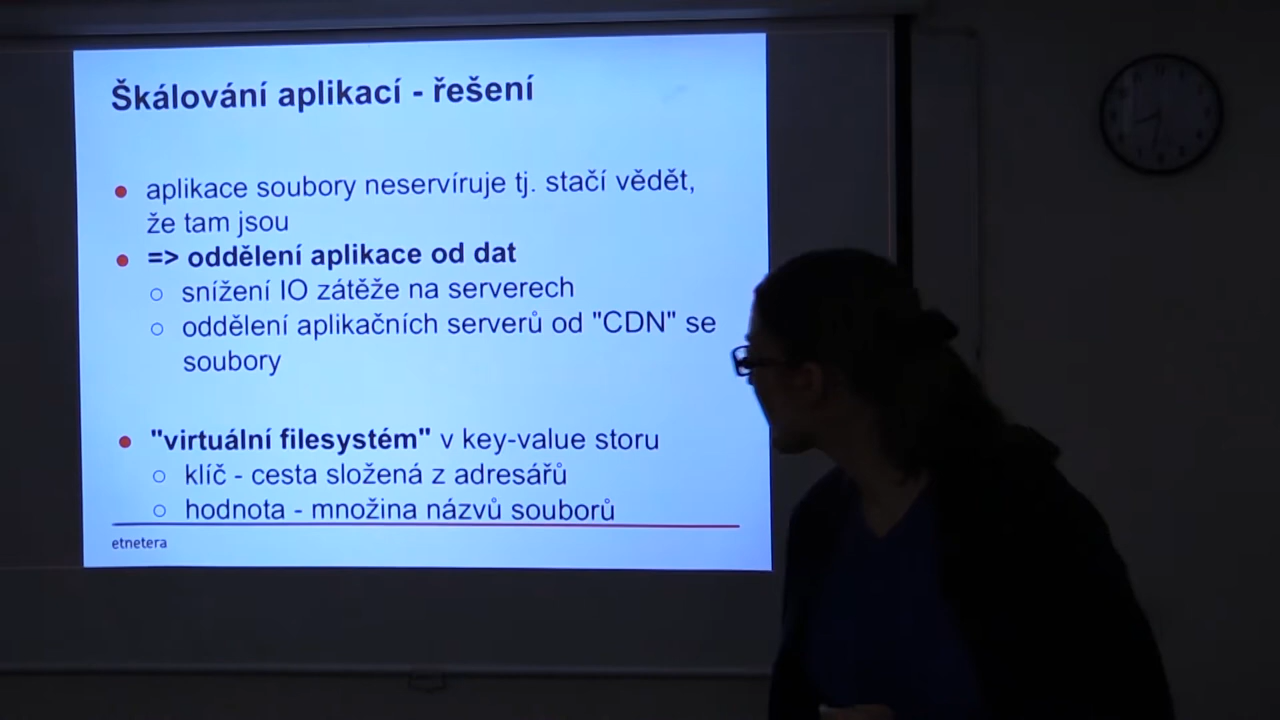 Škálování aplikací - řešení
aplikace soubory neservíruje tj. stačí vědět,
že tam jsou
=> oddělení aplikace od dat
snížení IO zátěže na serverech
oddělení aplikačních serverů od "CDN" se
soubory
"virtuální filesystém" v key-value storu
klíč - cesta složená z adresářů
hodnota - množina názvů souborů
etnetera